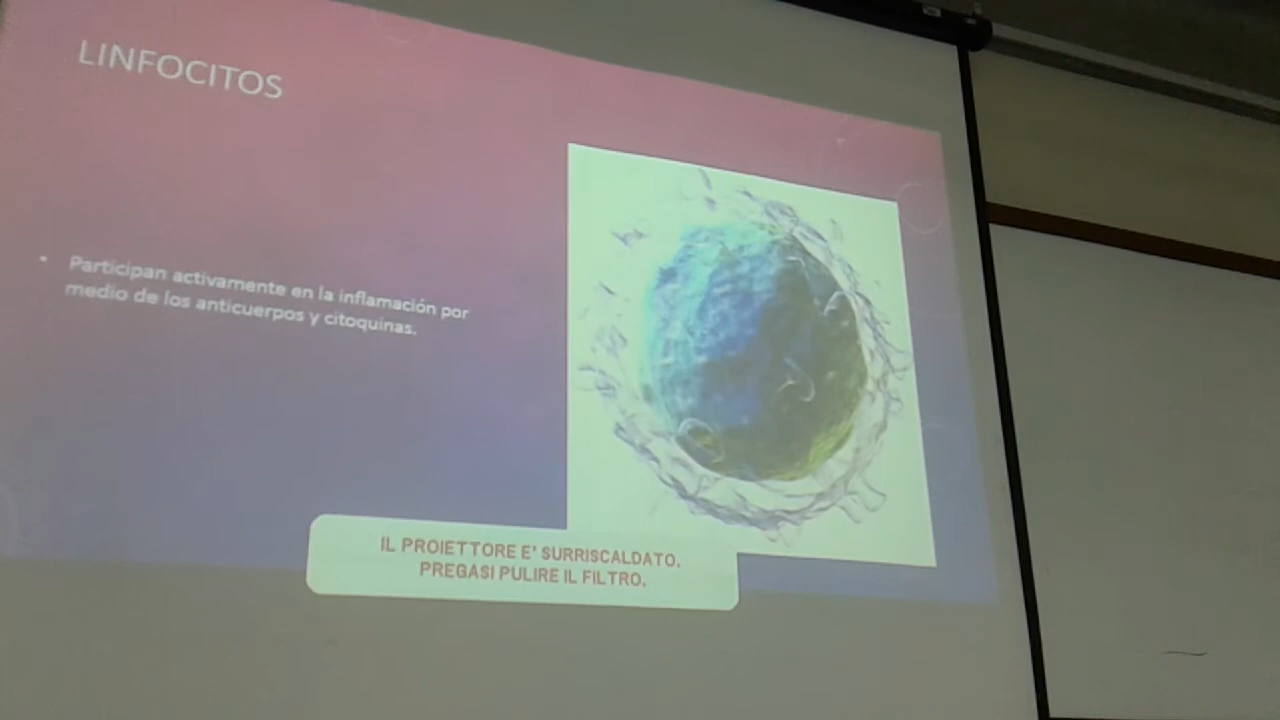 LINFOCITOS
• Participan activamente en la inflamación por
medio de los anticuerpos y citoquinas.
IL PROIETTORE E' SURRISCALDATO.
PREGASI PULIRE IL FILTRO.